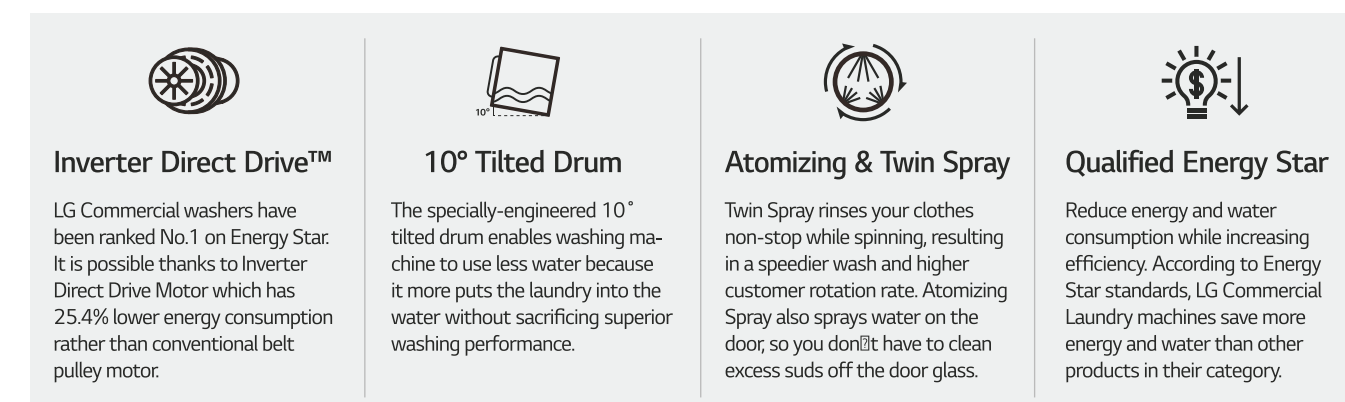 10°
Inverter Direct Drive™
LG Commercial washers have
been ranked No.1 on Energy Star.
It is possible thanks to Inverter
Direct Drive Motor which has
25.4% lower energy consumption
rather than conventional belt
pulley motor.
10° Tilted Drum
The specially-engineered 10˚
tilted drum enables washing ma-
chine to use less water because
it more puts the laundry into the
water without sacrificing superior
washing performance.
Atomizing & Twin Spray
Twin Spray rinses your clothes
non-stop while spinning, resulting
in a speedier wash and higher
customer rotation rate. Atomizing
Spray also sprays water on the
door, so you don⍰t have to clean
excess suds off the door glass.
$
Qualified Energy Star
Reduce energy and water
consumption while increasing
efficiency. According to Energy
Star standards, LG Commercial
Laundry machines save more
energy and water than other
products in their category.